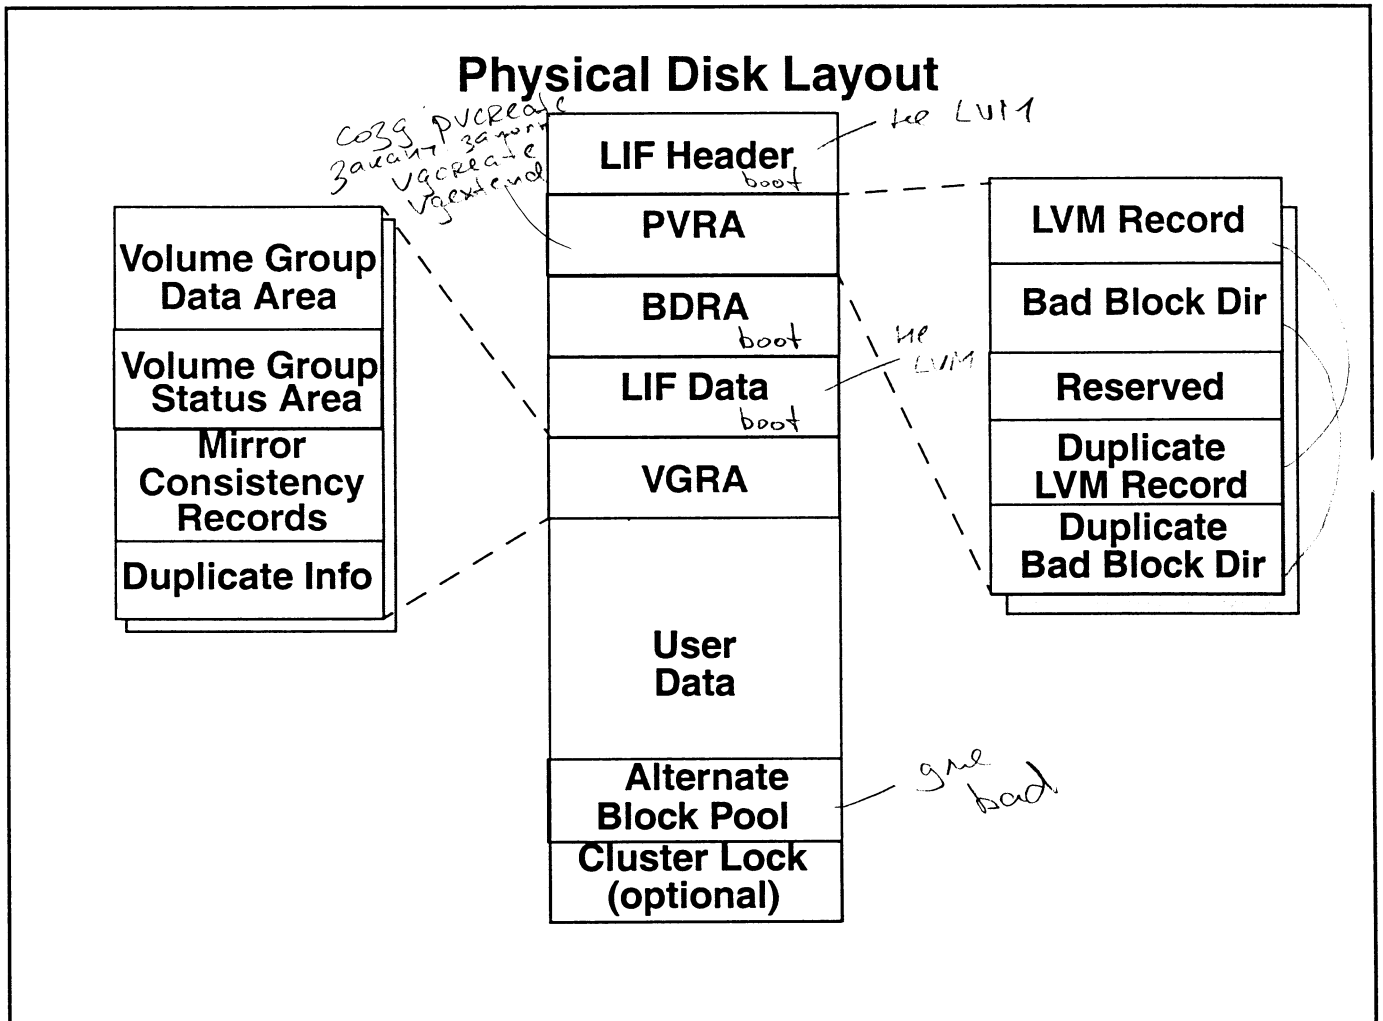 Physical Disk Layout
созд pvcreate
vgcreate
vgextend
LIF Header
boot
не LVM
PVRA
BDRA
boot
LIF Data
boot
не
LVM
VGRA
User
Data
Alternate
Block Pool
для
bad
Cluster Lock
(optional)
Volume Group
Data Area
Volume Group
Status Area
Mirror
Consistency
Records
Duplicate Info
LVM Record
Bad Block Dir
Reserved
Duplicate
LVM Record
Duplicate
Bad Block Dir